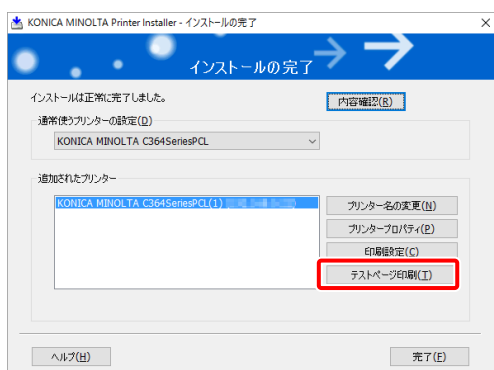 KONICA MINOLTA Printer Installer - インストールの完了
インストールの完了
インストールは正常に完了しました。
内容確認(R)
通常使うプリンターの設定(D)
KONICA MINOLTA C364SeriesPCL
追加されたプリンター
KONICA MINOLTA C364SeriesPCL(1)
プリンター名の変更(N)
プリンタープロパティ(P)
印刷設定(C)
テストページ印刷(T)
ヘルプ(H)
完了(F)